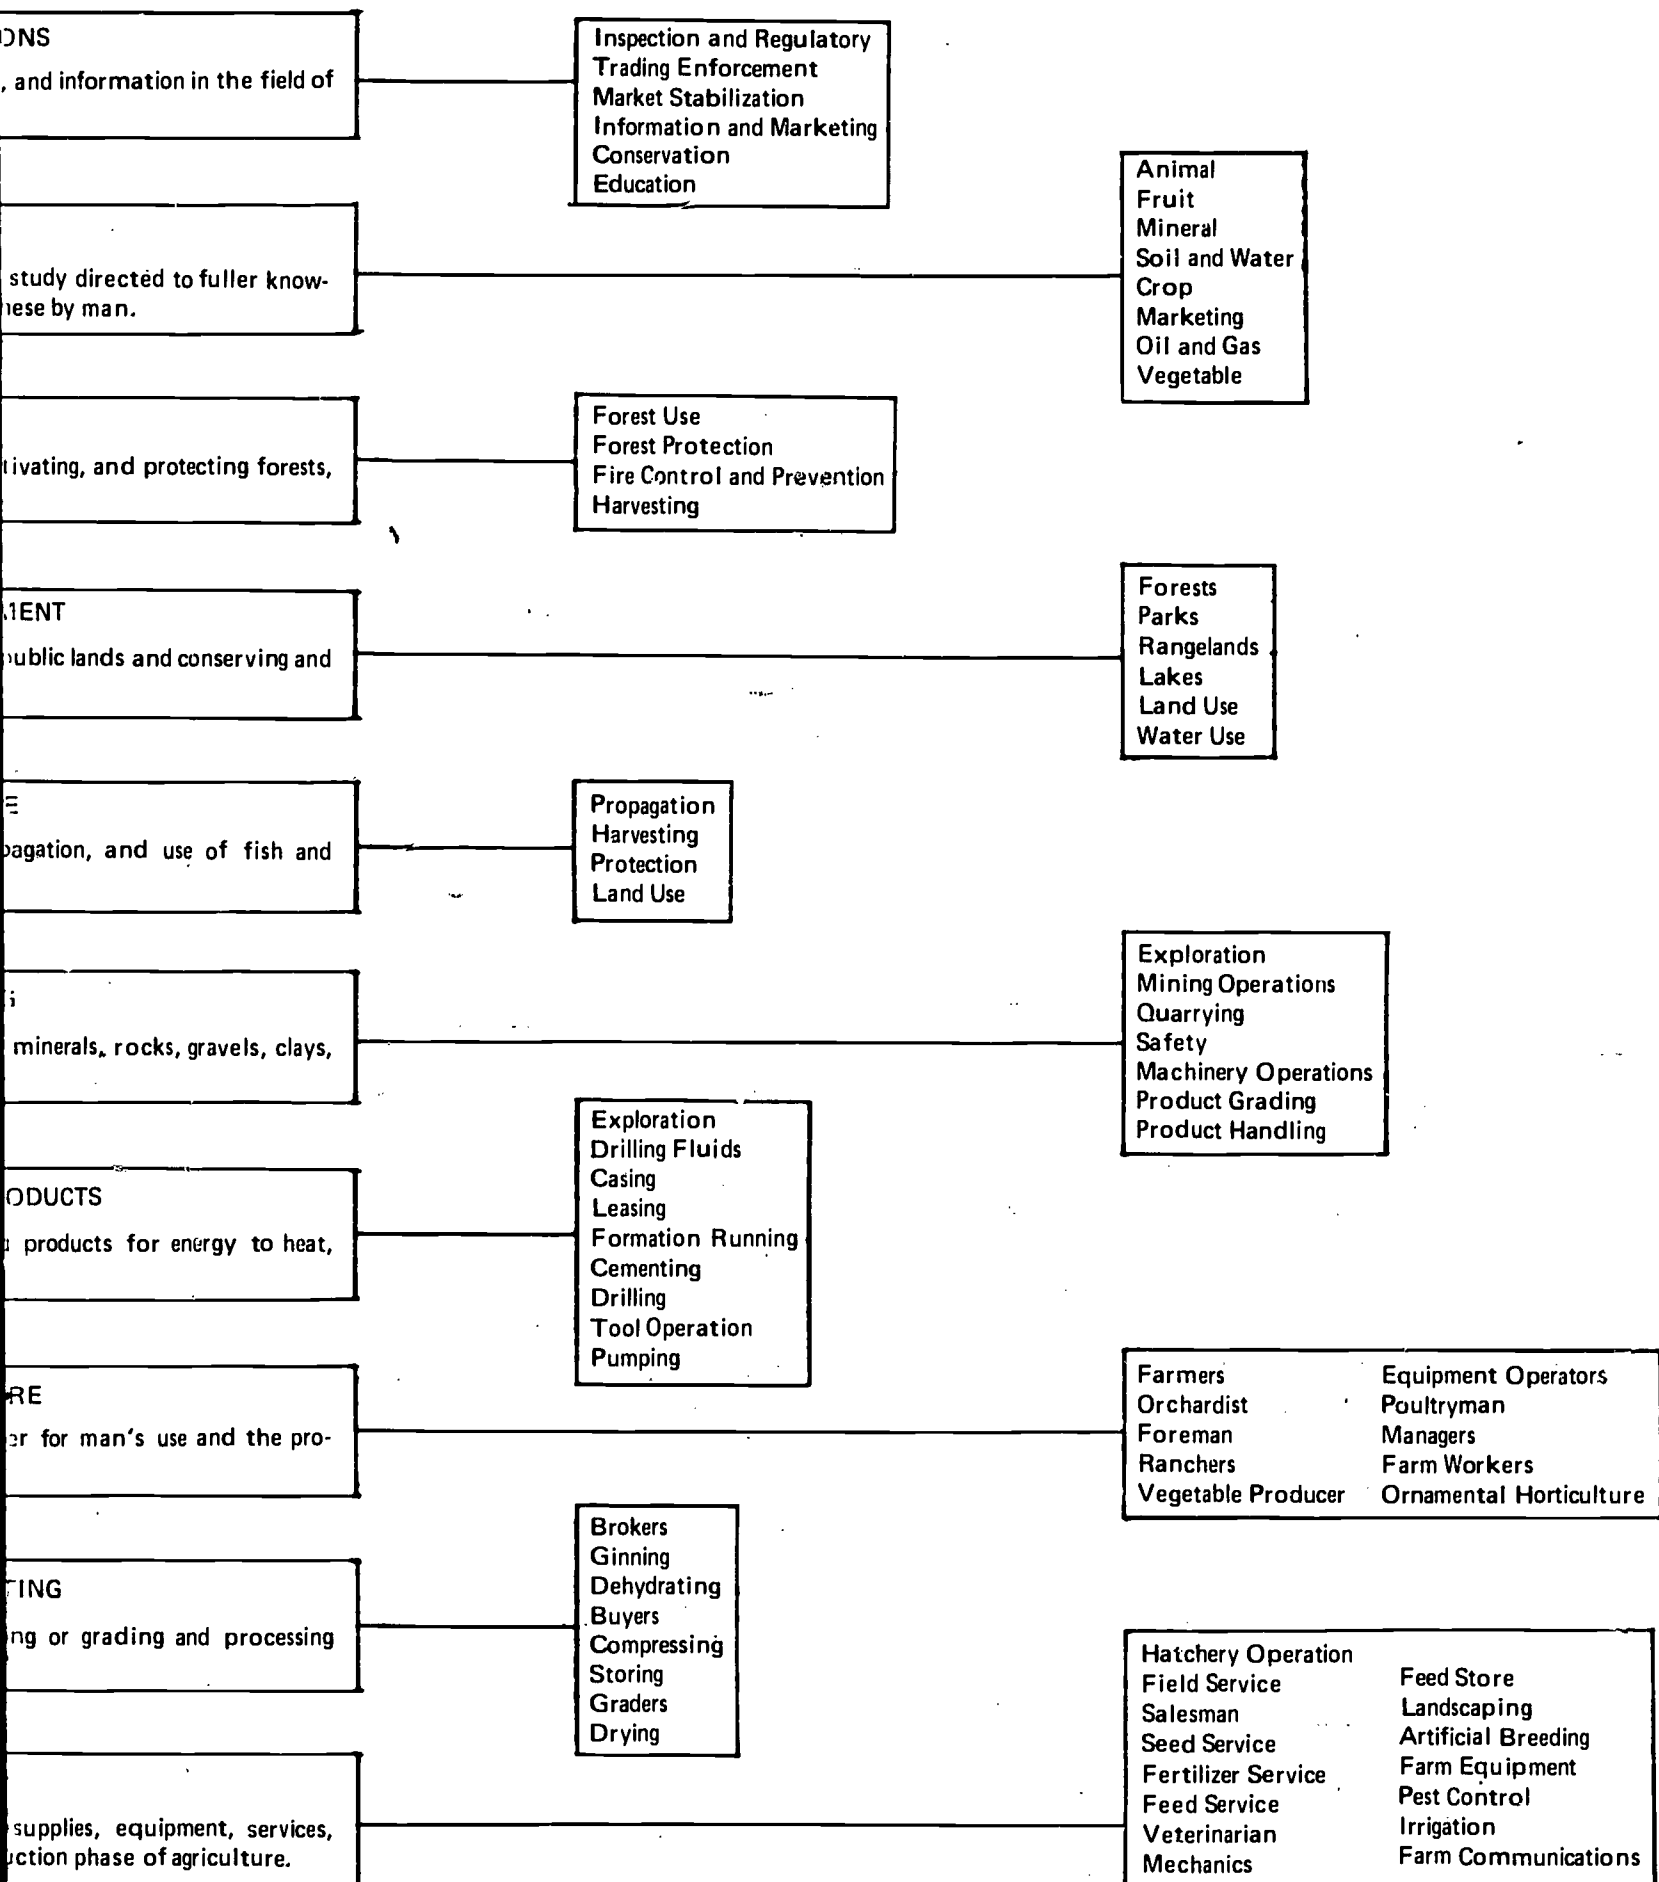 ONS
, and information in the field of
Inspection and Regulatory
Trading Enforcement
Market Stabilization
Information and Marketing
Conservation
Education
study directed to fuller know-
hese by man.
Animal
Fruit
Mineral
Soil and Water
Crop
Marketing
Oil and Gas
Vegetable
tivating, and protecting forests,
Forest Use
Forest Protection
Fire Control and Prevention
Harvesting
MENT
public lands and conserving and
Forests
Parks
Rangelands
Lakes
Land Use
Water Use
E
pagation, and use of fish and
Propagation
Harvesting
Protection
Land Use
G
minerals, rocks, gravels, clays,
Exploration
Mining Operations
Quarrying
Safety
Machinery Operations
Product Grading
Product Handling
ODUCTS
products for energy to heat,
Exploration
Drilling Fluids
Casing
Leasing
Formation Running
Cementing
Drilling
Tool Operation
Pumping
RE
er for man's use and the pro-
Farmers
Orchardist
Foreman
Ranchers
Vegetable Producer
Equipment Operators
Poultryman
Managers
Farm Workers
Ornamental Horticulture
TING
ng or grading and processing
Brokers
Ginning
Dehydrating
Buyers
Compressing
Storing
Graders
Drying
supplies, equipment, services,
uction phase of agriculture.
Hatchery Operation
Field Service
Salesman
Seed Service
Fertilizer Service
Feed Service
Veterinarian
Mechanics
Feed Store
Landscaping
Artificial Breeding
Farm Equipment
Pest Control
Irrigation
Farm Communications